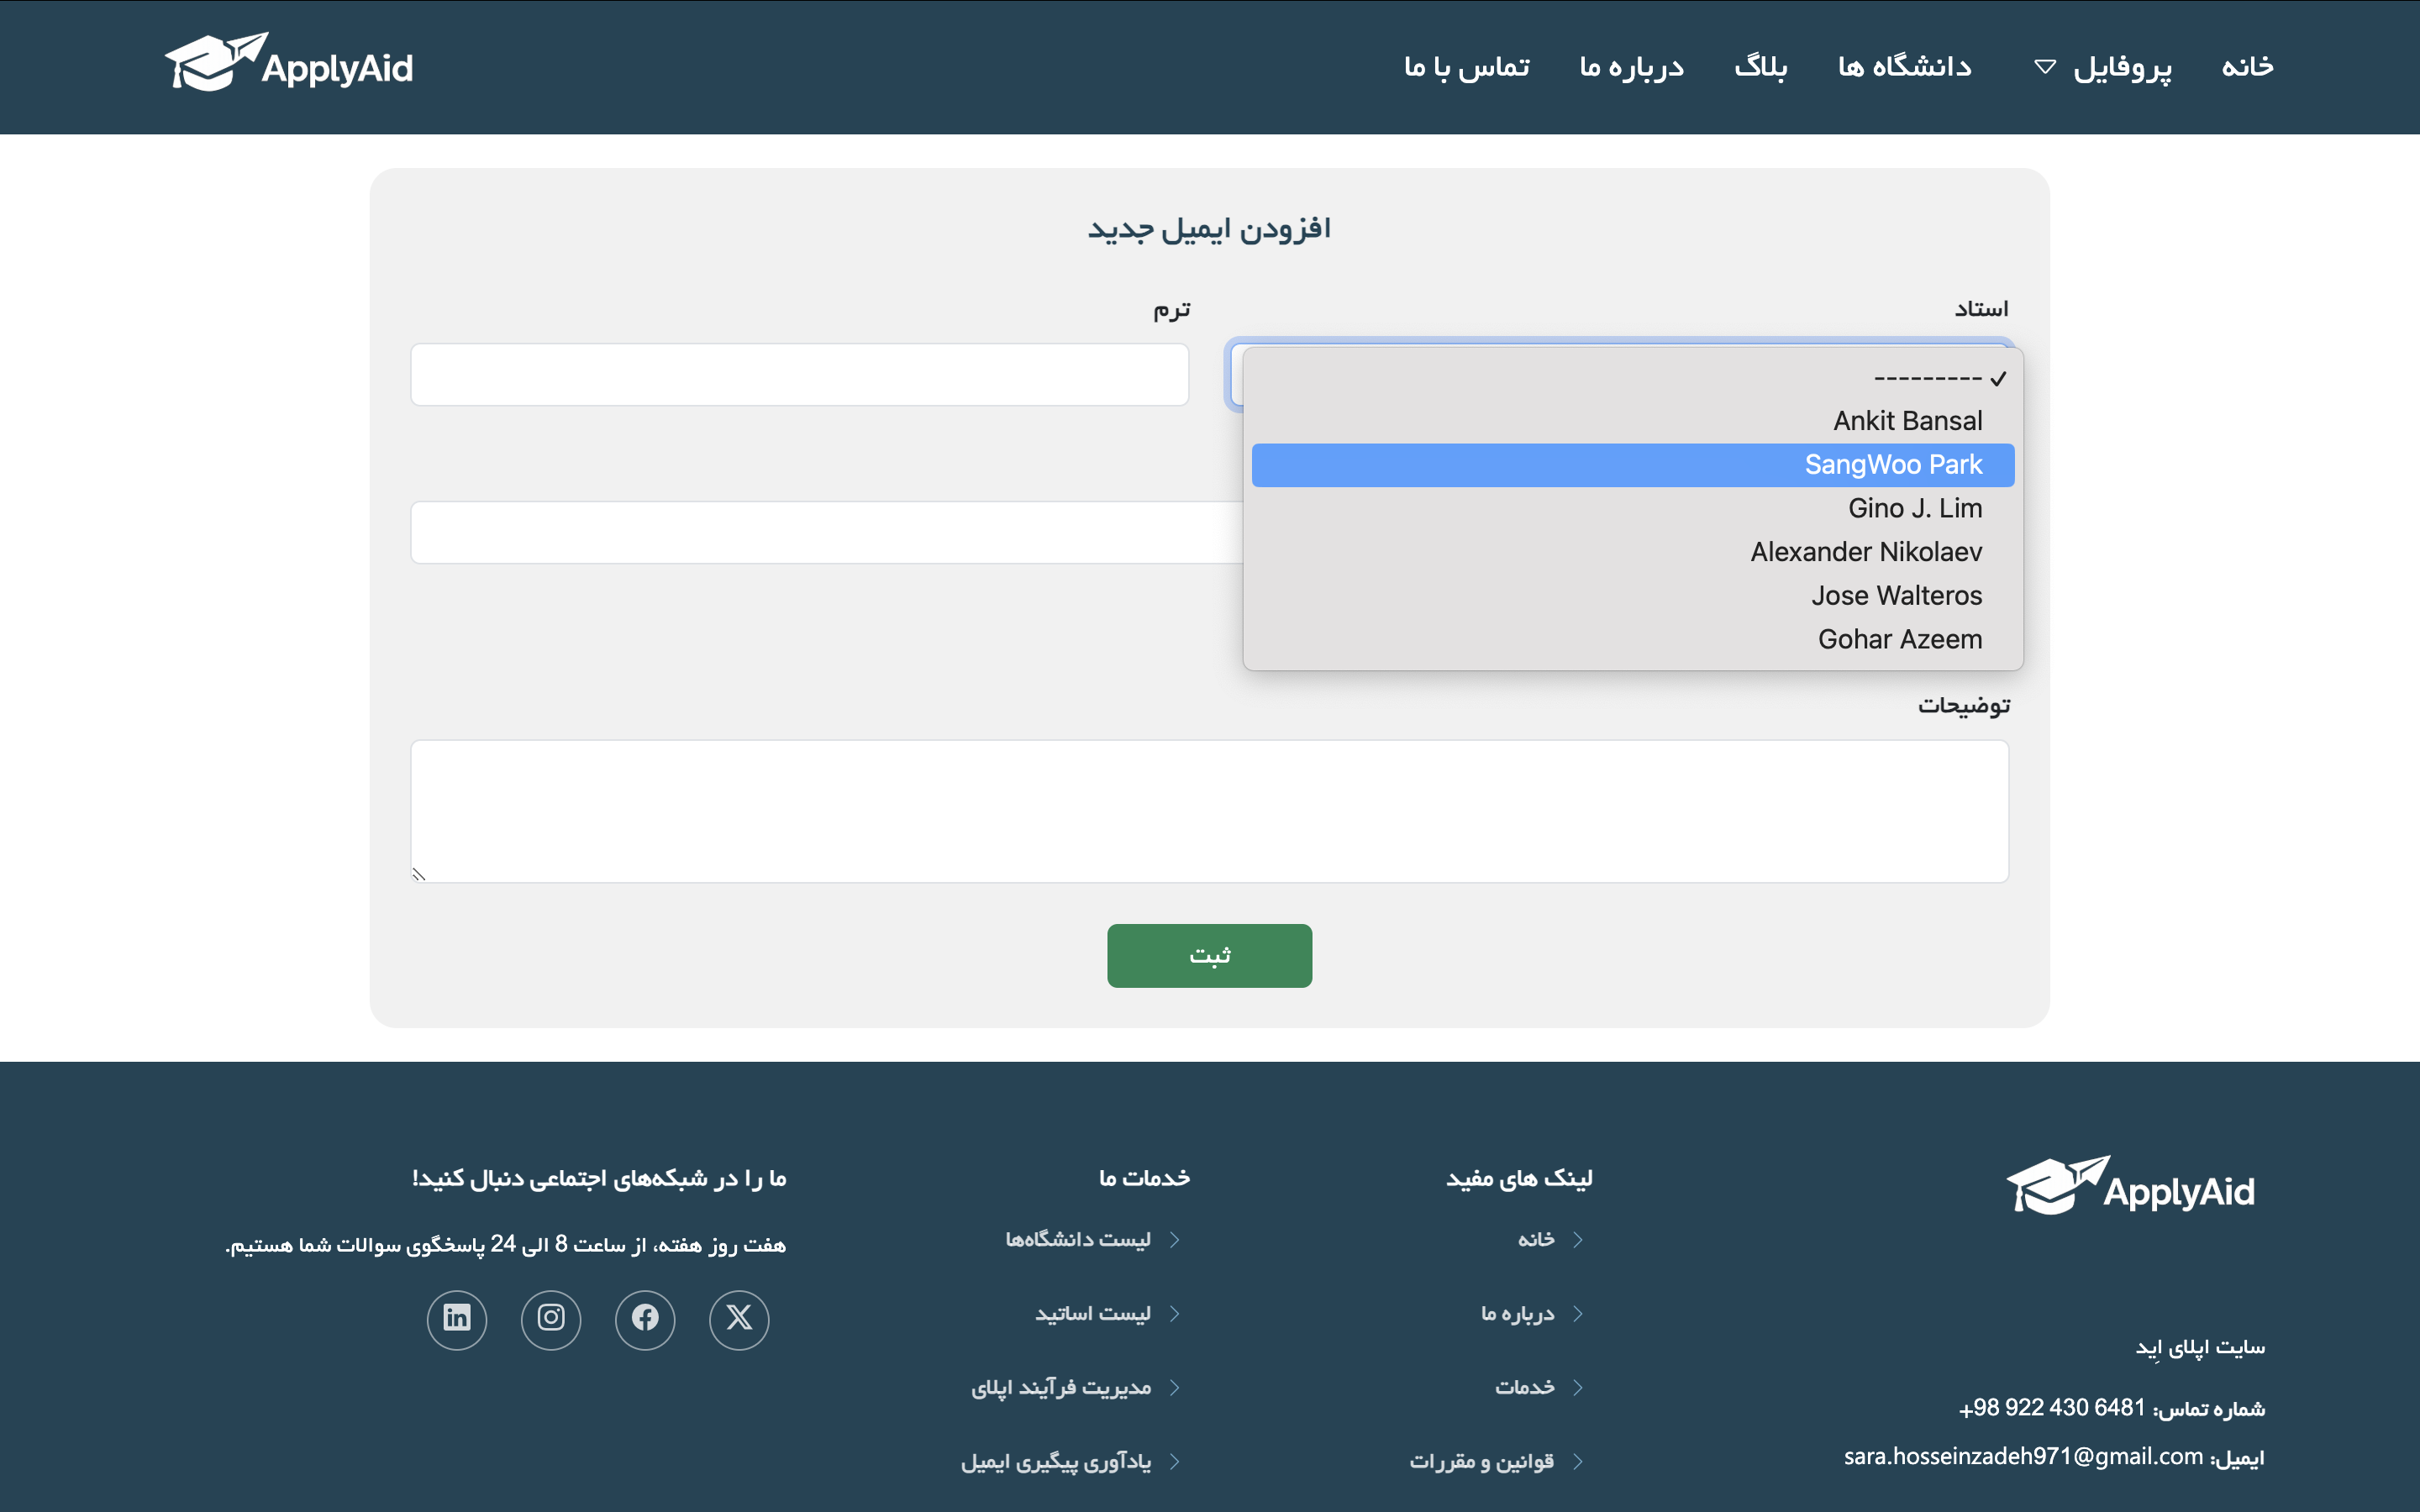 خانه
پروفایل
دانشگاه ها
بلاگ
درباره ما
تماس با ما
ApplyAid
افزودن ایمیل جدید
استاد
ترم
---------
Ankit Bansal
SangWoo Park
Gino J. Lim
Alexander Nikolaev
Jose Walteros
Gohar Azeem
توضیحات
ثبت
ApplyAid
سایت اپلای اِید
شماره تماس: 6481 430 922 98+
ایمیل: sara.hosseinzadeh971@gmail.com
لینک های مفید
خانه
درباره ما
خدمات
قوانین و مقررات
خدمات ما
لیست دانشگاه‌ها
لیست اساتید
مدیریت فرآیند اپلای
یادآوری پیگیری ایمیل
ما را در شبکه‌های اجتماعی دنبال کنید!
هفت روز هفته، از ساعت 8 الی 24 پاسخگوی سوالات شما هستیم.